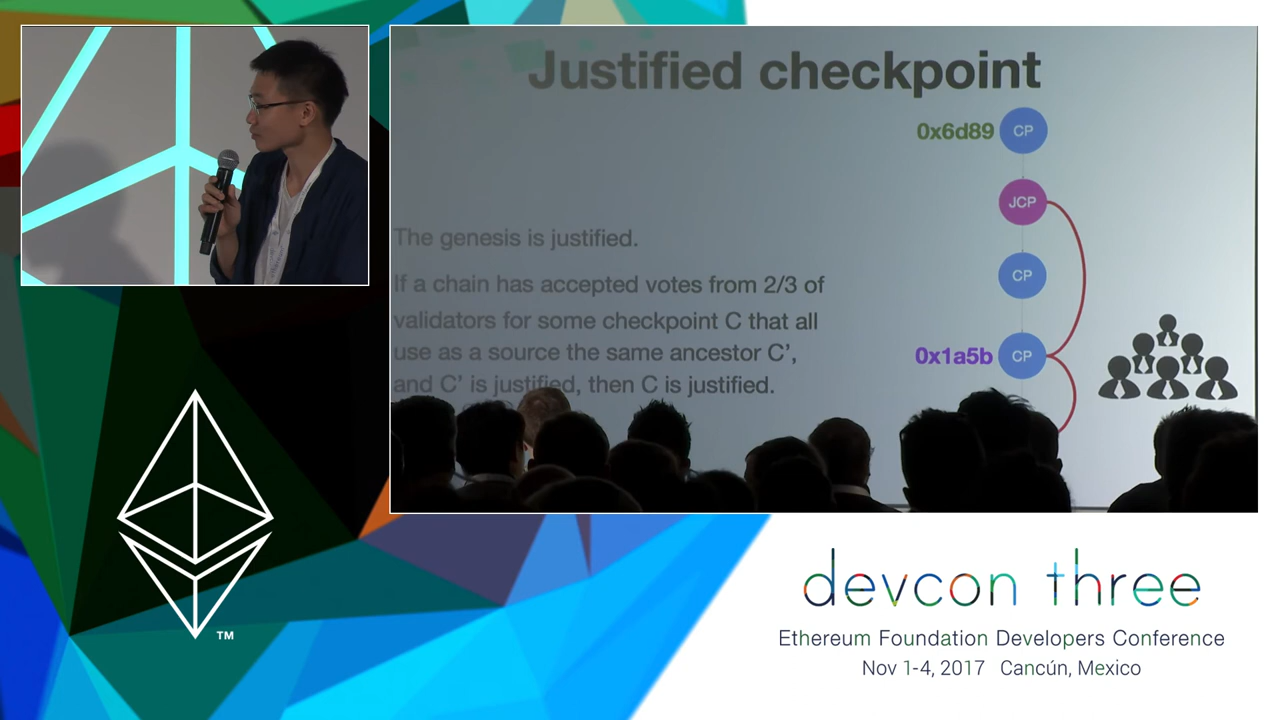 Justified checkpoint
0x6d89 CP
JCP
The genesis is justified.
CP
If a chain has accepted votes from 2/3 of
validators for some checkpoint C that all
use as a source the same ancestor C’,
0x1a5b CP
and C’ is justified, then C is justified.
TM
devcon three
Ethereum Foundation Developers Conference
Nov 1-4, 2017 Cancún, Mexico